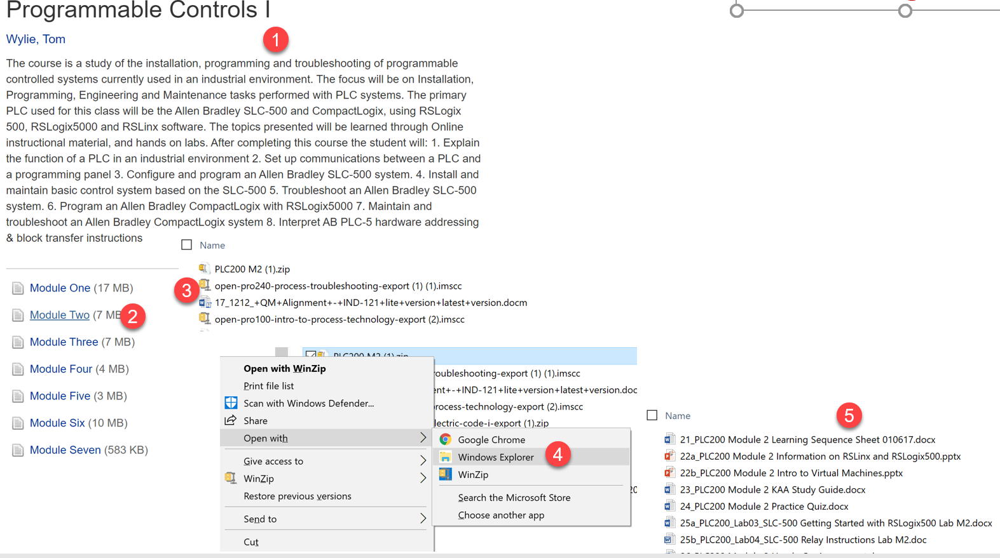 Programmable Controls I
Wylie, Tom
1
The course is a study of the installation, programming and troubleshooting of programmable
controlled systems currently used in an industrial environment. The focus will be on Installation,
Programming, Engineering and Maintenance tasks performed with PLC systems. The primary
PLC used for this class will be the Allen Bradley SLC-500 and CompactLogix, using RSLogix
500, RSLogix5000 and RSLinx software. The topics presented will be learned through Online
instructional material, and hands on labs. After completing this course the student will: 1. Explain
the function of a PLC in an industrial environment 2. Set up communications between a PLC and
a programming panel 3. Configure and program an Allen Bradley SLC-500 system. 4. Install and
maintain basic control system based on the SLC-500 5. Troubleshoot an Allen Bradley SLC-500
system. 6. Program an Allen Bradley CompactLogix with RSLogix5000 7. Maintain and
troubleshoot an Allen Bradley CompactLogix system 8. Interpret AB PLC-5 hardware addressing
& block transfer instructions
Module One (17 MB)
Module Two (7 MB
2
Module Three (7 MB)
Module Four (4 MB)
Module Five (3 MB)
Module Six (10 MB)
Module Seven (583 KB)
Name
PLC200 M2 (1).zip
3
open-pro240-process-troubleshooting-export (1) (1).imscc
17_1212_+QM+Alignment+-+IND-121+lite+version+latest+version.docm
open-pro100-intro-to-process-technology-export (2).imscc
PLC200 M2 (1).zip
roubleshooting-export (1) (1).imscc
ent+-+IND-121+lite+version+latest+version.doc
process-technology-export (2).imscc
lectric-code-i-export (1).zip
Open with WinZip
Print file list
Scan with Windows Defender...
Share
Open with
Give access to
WinZip
Restore previous versions
Send to
Cut
Google Chrome
Windows Explorer
4
WinZip
Search the Microsoft Store
Choose another app
Name
5
21_PLC200 Module 2 Learning Sequence Sheet 010617.docx
22a_PLC200 Module 2 Information on RSLinx and RSLogix500.pptx
22b_PLC200 Module 2 Intro to Virtual Machines.pptx
23_PLC200 Module 2 KAA Study Guide.docx
24_PLC200 Module 2 Practice Quiz.docx
25a_PLC200_Lab03_SLC-500 Getting Started with RSLogix500 Lab M2.docx
25b_PLC200_Lab04_SLC-500 Relay Instructions Lab M2.doc